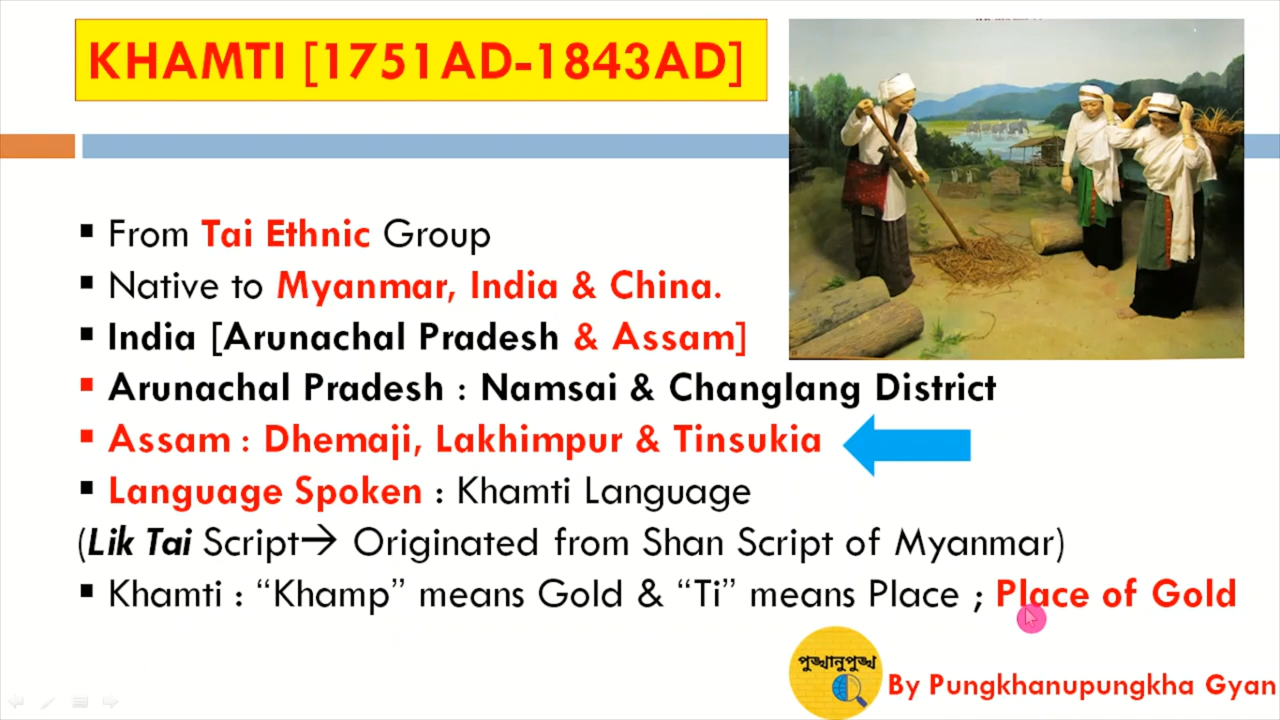 KHAMTI [1751AD-1843AD]
From Tai Ethnic Group
Native to Myanmar, India & China.
India [Arunachal Pradesh & Assam]
Arunachal Pradesh : Namsai & Changlang District
Assam : Dhemaji, Lakhimpur & Tinsukia
Language Spoken : Khamti Language
(Lik Tai Script→ Originated from Shan Script of Myanmar)
Khamti : “Khamp” means Gold & “Ti” means Place ; Place of Gold
পুঙ্খানুপুঙ্খ
By Pungkhanupungkha Gyan